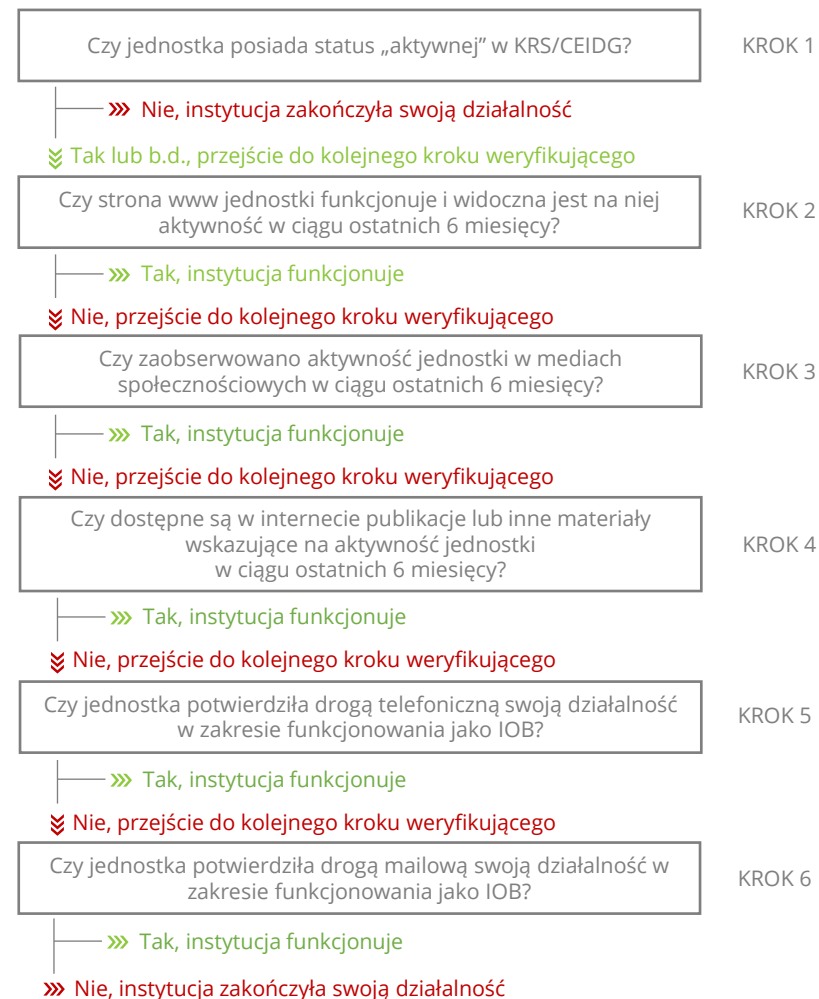 Czy jednostka posiada status „aktywnej” w KRS/CEIDG?
KROK 1
Nie, instytucja zakończyła swoją działalność
Tak lub b.d., przejście do kolejnego kroku weryfikującego
Czy strona www jednostki funkcjonuje i widoczna jest na niej
aktywność w ciągu ostatnich 6 miesięcy?
KROK 2
Tak, instytucja funkcjonuje
Nie, przejście do kolejnego kroku weryfikującego
Czy zaobserwowano aktywność jednostki w mediach
społecznościowych w ciągu ostatnich 6 miesięcy?
KROK 3
Tak, instytucja funkcjonuje
Nie, przejście do kolejnego kroku weryfikującego
Czy dostępne są w internecie publikacje lub inne materiały
wskazujące na aktywność jednostki
w ciągu ostatnich 6 miesięcy?
KROK 4
Tak, instytucja funkcjonuje
Nie, przejście do kolejnego kroku weryfikującego
Czy jednostka potwierdziła drogą telefoniczną swoją działalność
w zakresie funkcjonowania jako IOB?
KROK 5
Tak, instytucja funkcjonuje
Nie, przejście do kolejnego kroku weryfikującego
Czy jednostka potwierdziła drogą mailową swoją działalność w
zakresie funkcjonowania jako IOB?
KROK 6
Tak, instytucja funkcjonuje
Nie, instytucja zakończyła swoją działalność